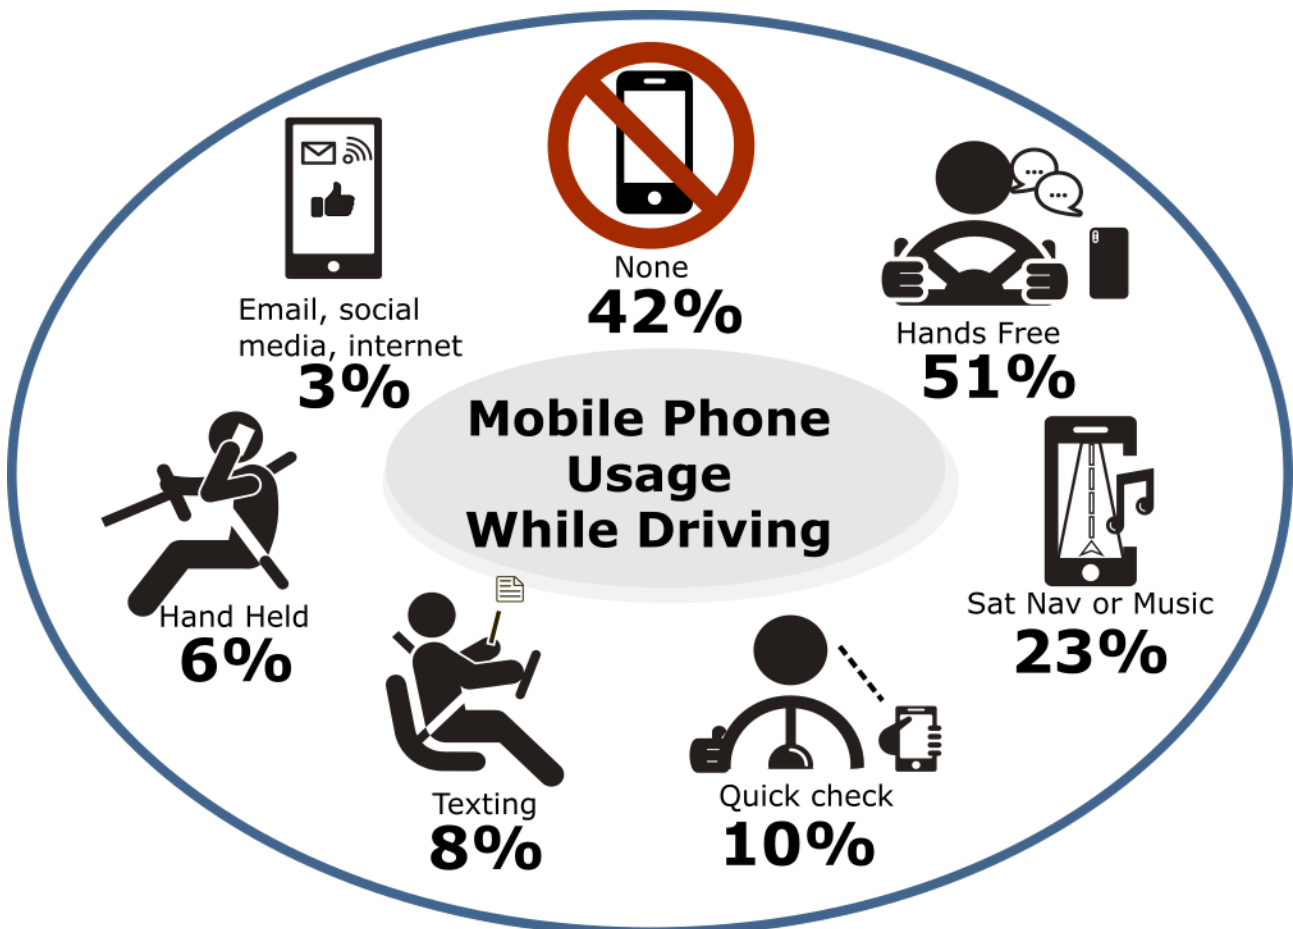 None
42%
Email, social
media, internet
3%
Hands Free
51%
Mobile Phone
Usage
While Driving
Hand Held
6%
Sat Nav or Music
23%
Texting
8%
Quick check
10%